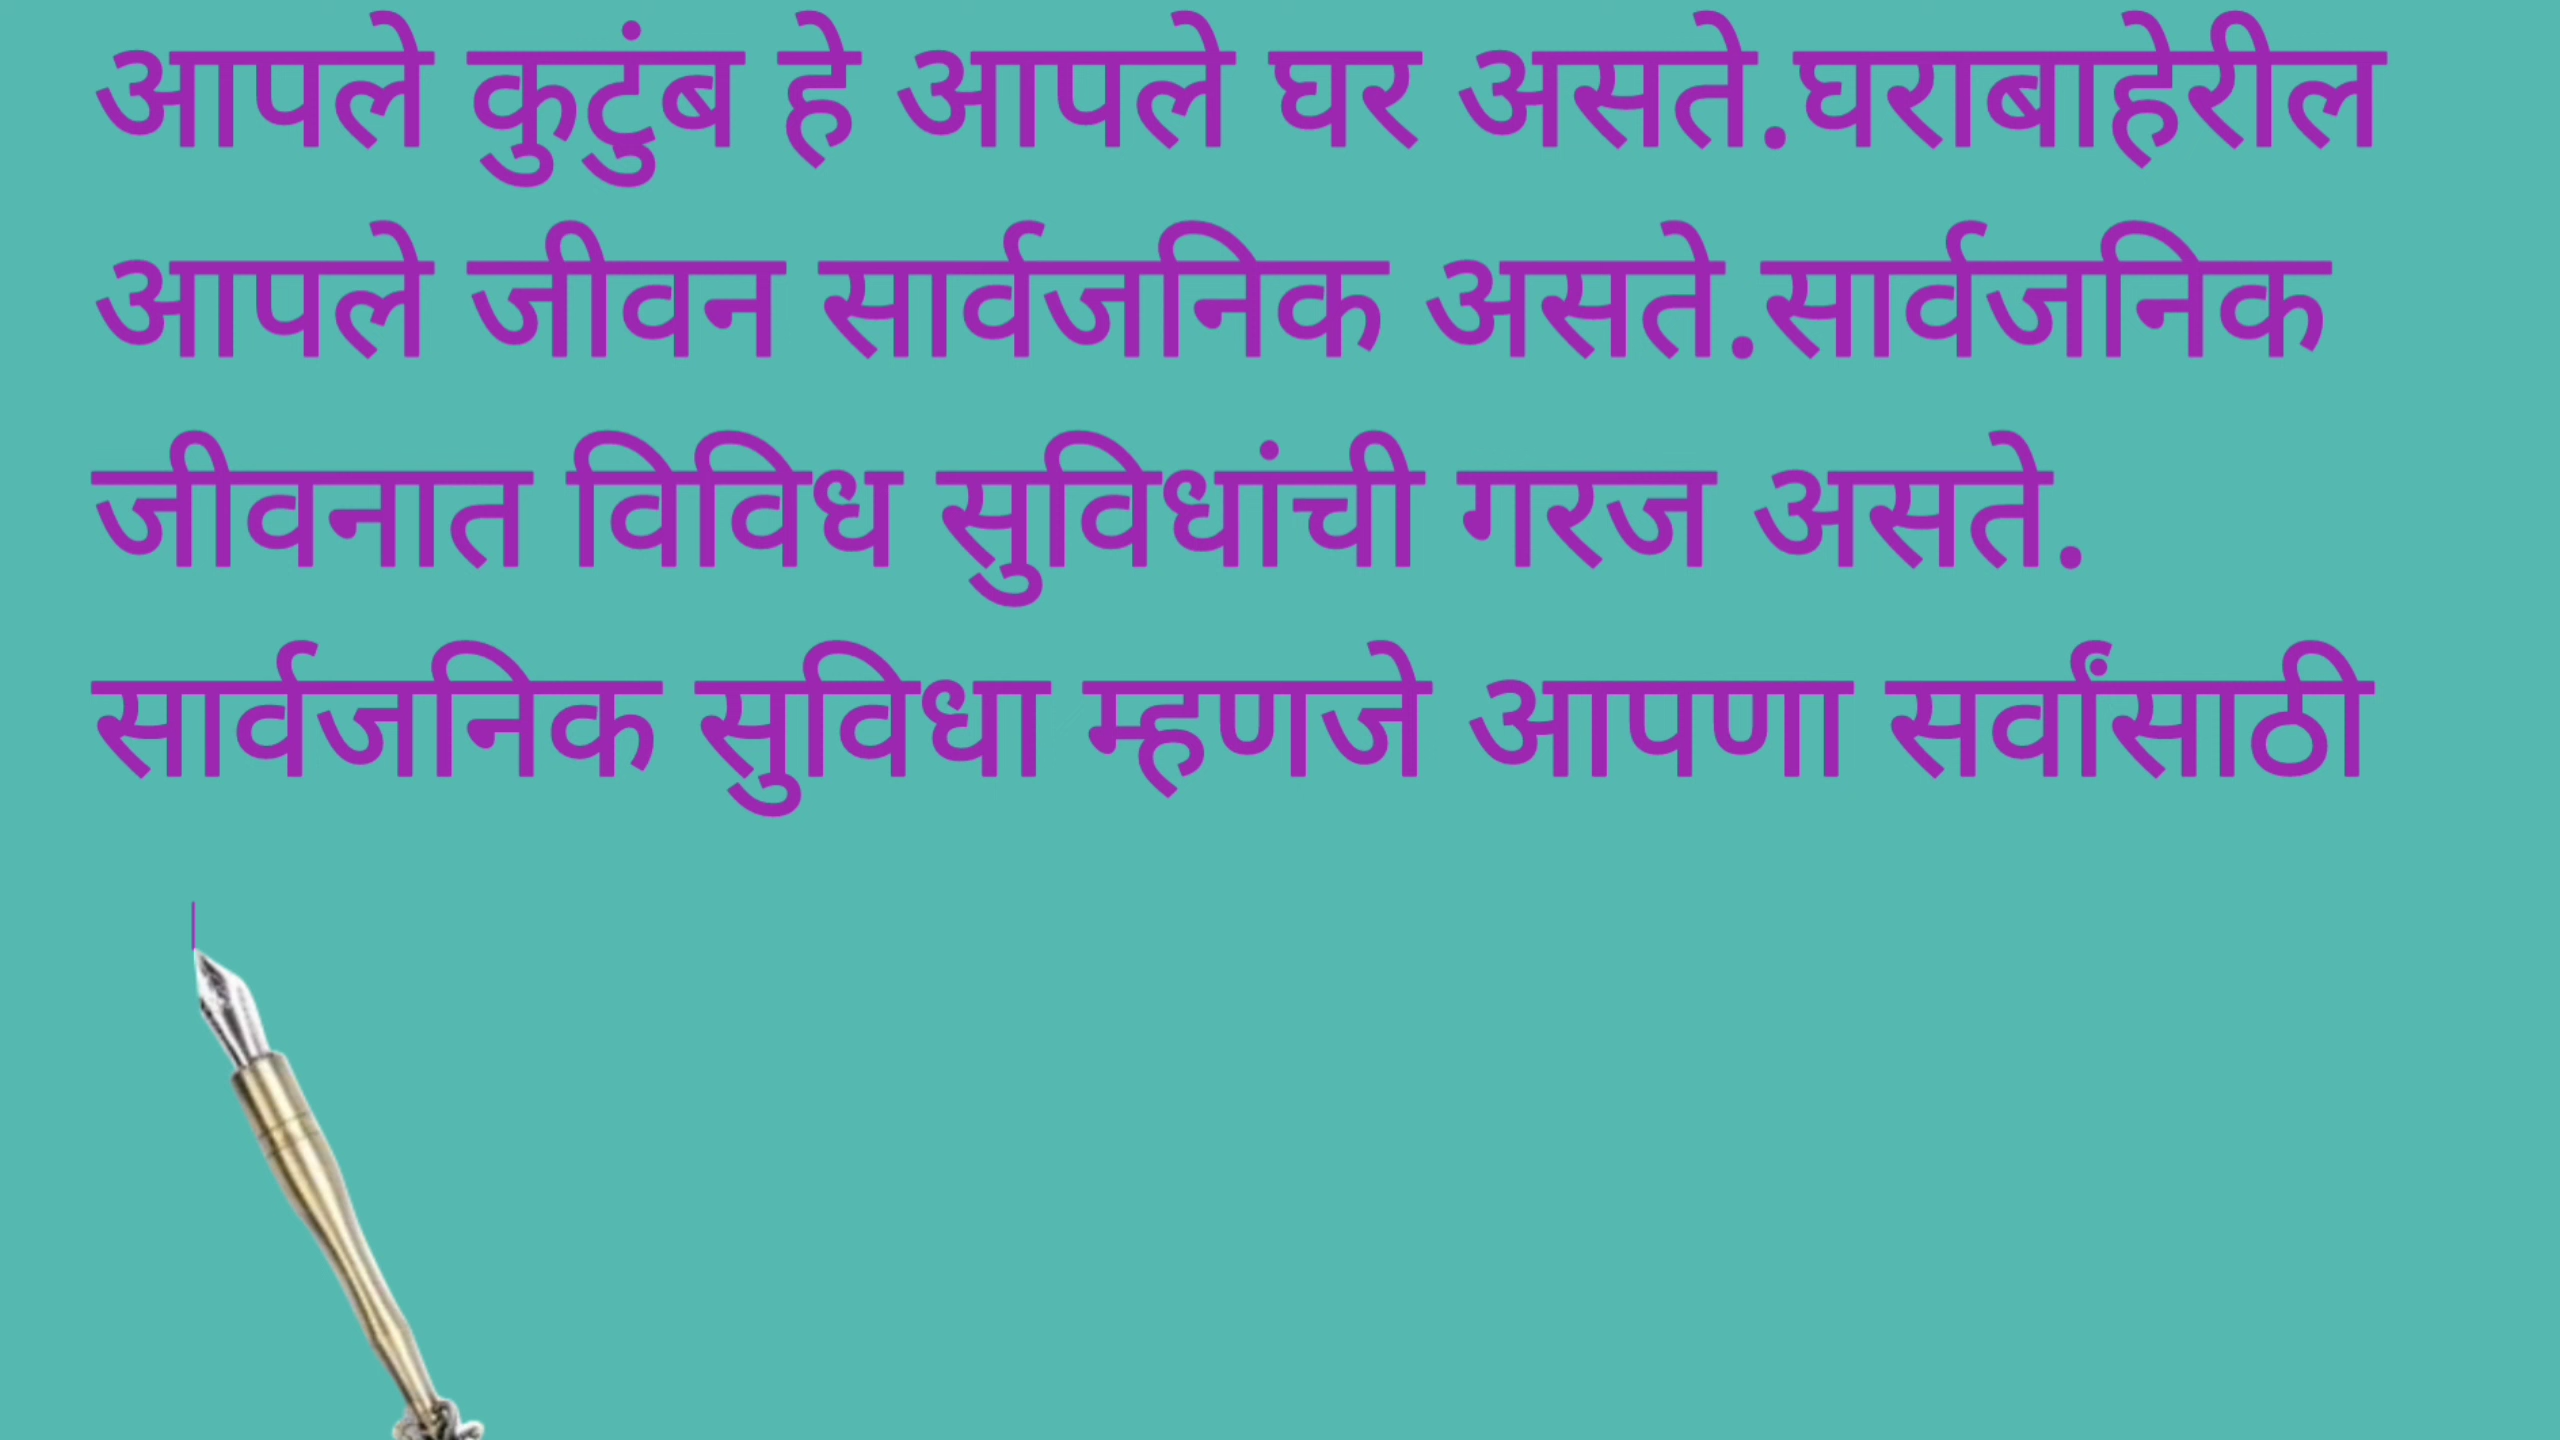 आपले कुटुंब हे आपले घर असते.घराबाहेरील
आपले जीवन सार्वजनिक असते.सार्वजनिक
जीवनात विविध सुविधांची गरज असते.
सार्वजनिक सुविधा म्हणजे आपणा सर्वांसाठी